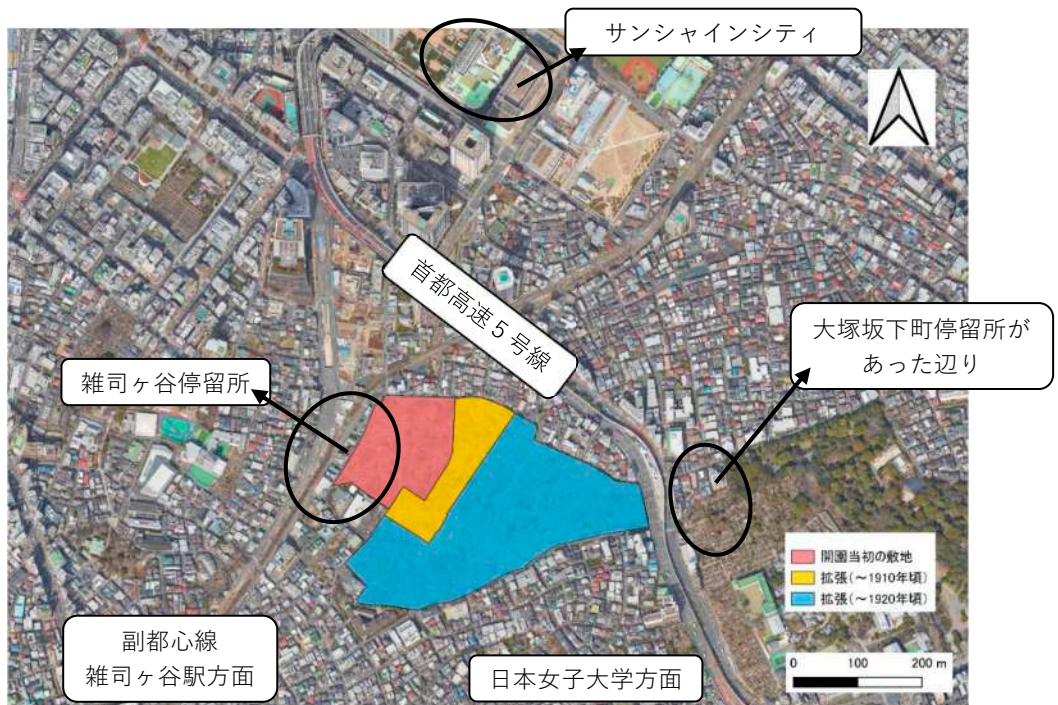 サンシャインシティ
首都高速５号線
大塚坂下町停留所が
あった辺り
雑司ヶ谷停留所
開園当初の敷地
拡張(～1910年頃)
拡張(～1920年頃)
副都心線
雑司ヶ谷駅方面
日本女子大学方面
0 100 200 m